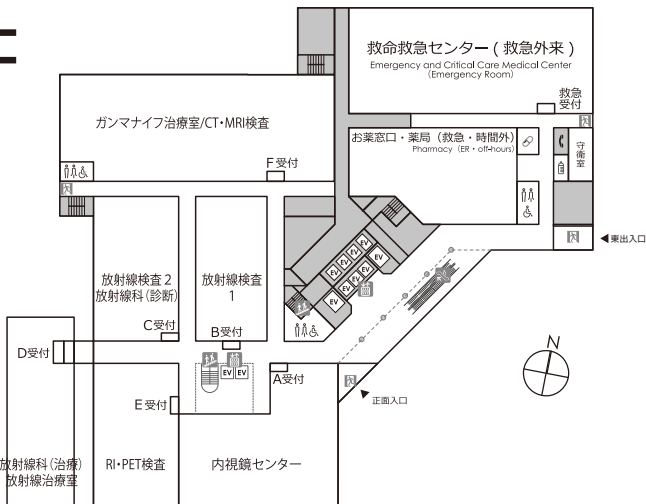 救命救急センター ( 救急外来 )
Emergency and Critical Care Medical Center
(Emergency Room)
救急
受付
ガンマナイフ治療室/CT・MRI検査
F 受付
お薬窓口・薬局（救急・時間外）
Pharmacy（ER・off-hours）
守衛室
東出入口
放射線検査 2
放射線科（診断）
放射線検査
1
C受付
B受付
D受付
A受付
E 受付
EV
EV
EV
EV
EV
EV
EV
EV
EV
EV
EV
EV
N
正面入口
放射線科（治療）
放射線治療室
RI・PET検査
内視鏡センター